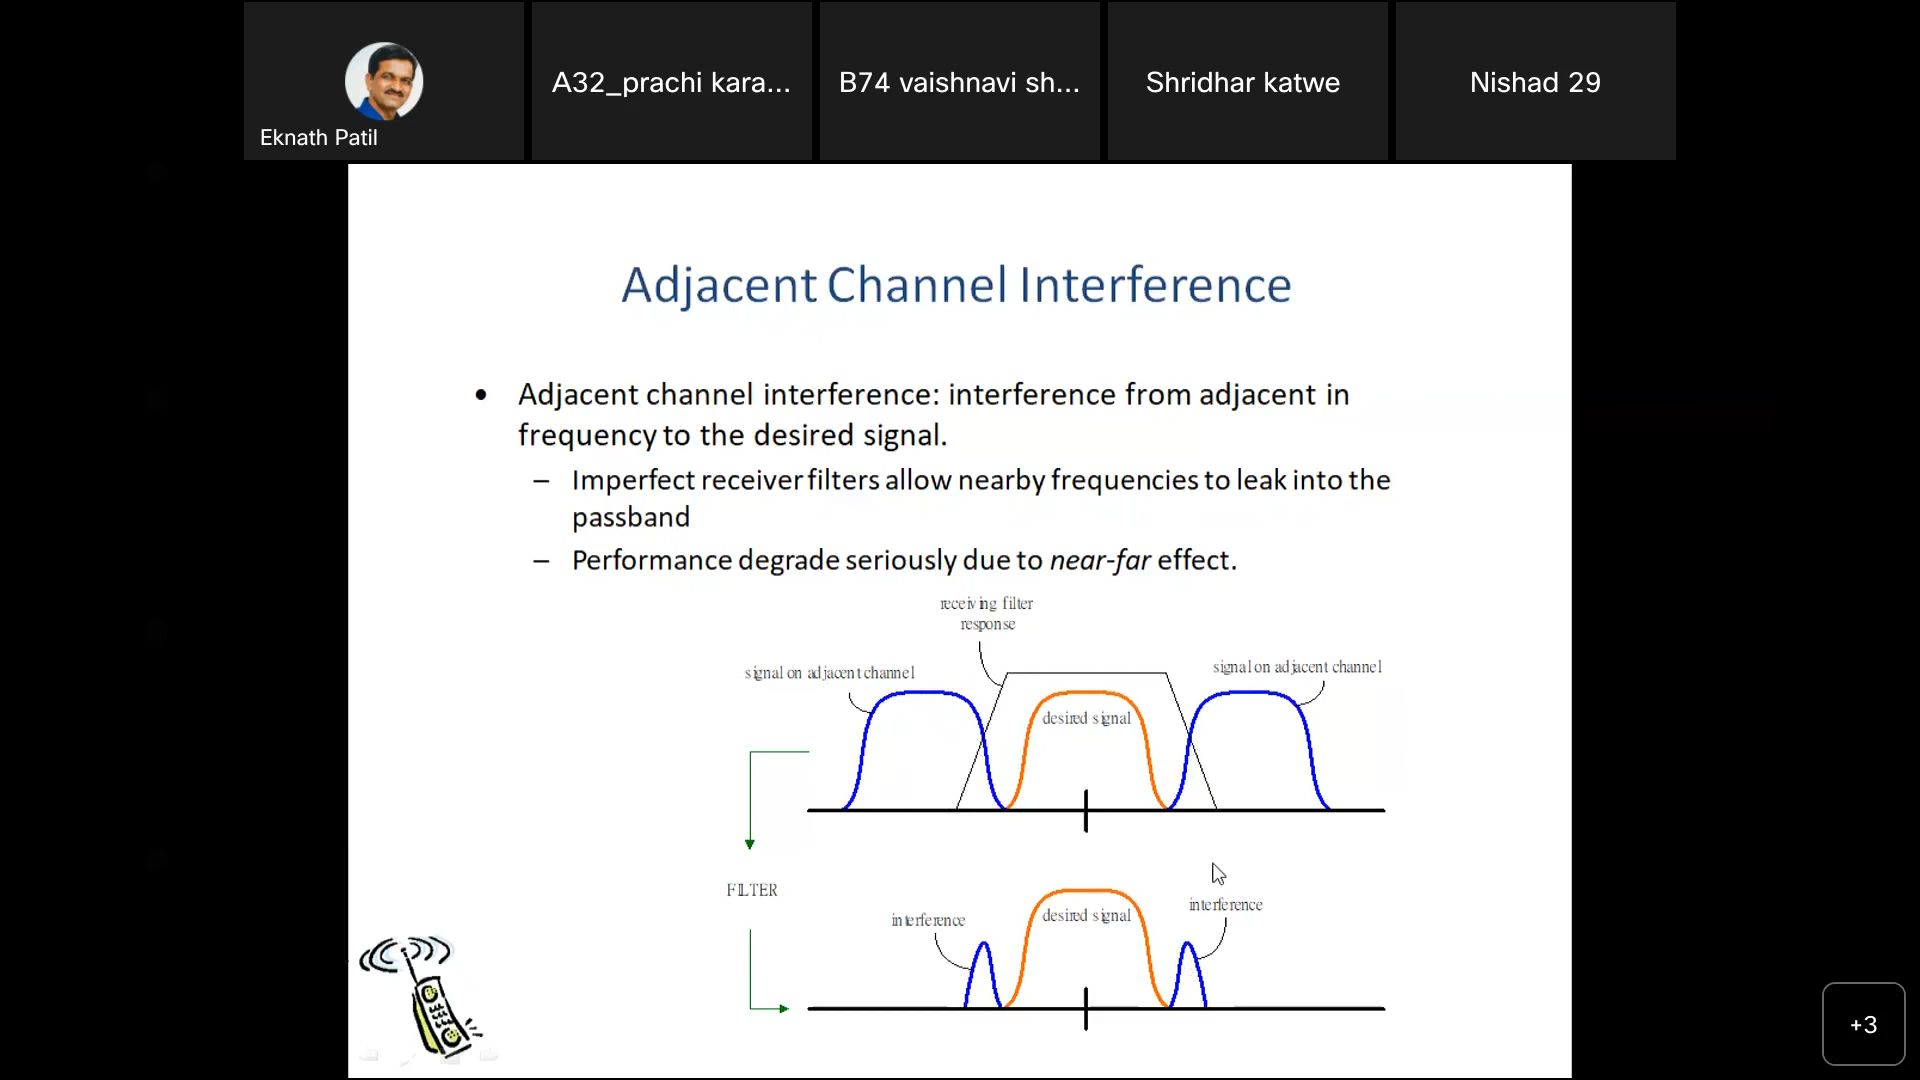 Eknath Patil
A32_prachi kara...
B74 vaishnavi sh...
Shridhar katwe
Nishad 29
Adjacent Channel Interference
• Adjacent channel interference: interference from adjacent in
frequency to the desired signal.
– Imperfect receiver filters allow nearby frequencies to leak into the
passband
– Performance degrade seriously due to near-far effect.
receiving filter
response
signal on adjacent channel
signal on adjacent channel
desired signal
FILTER
interference
desired signal
interference
+3